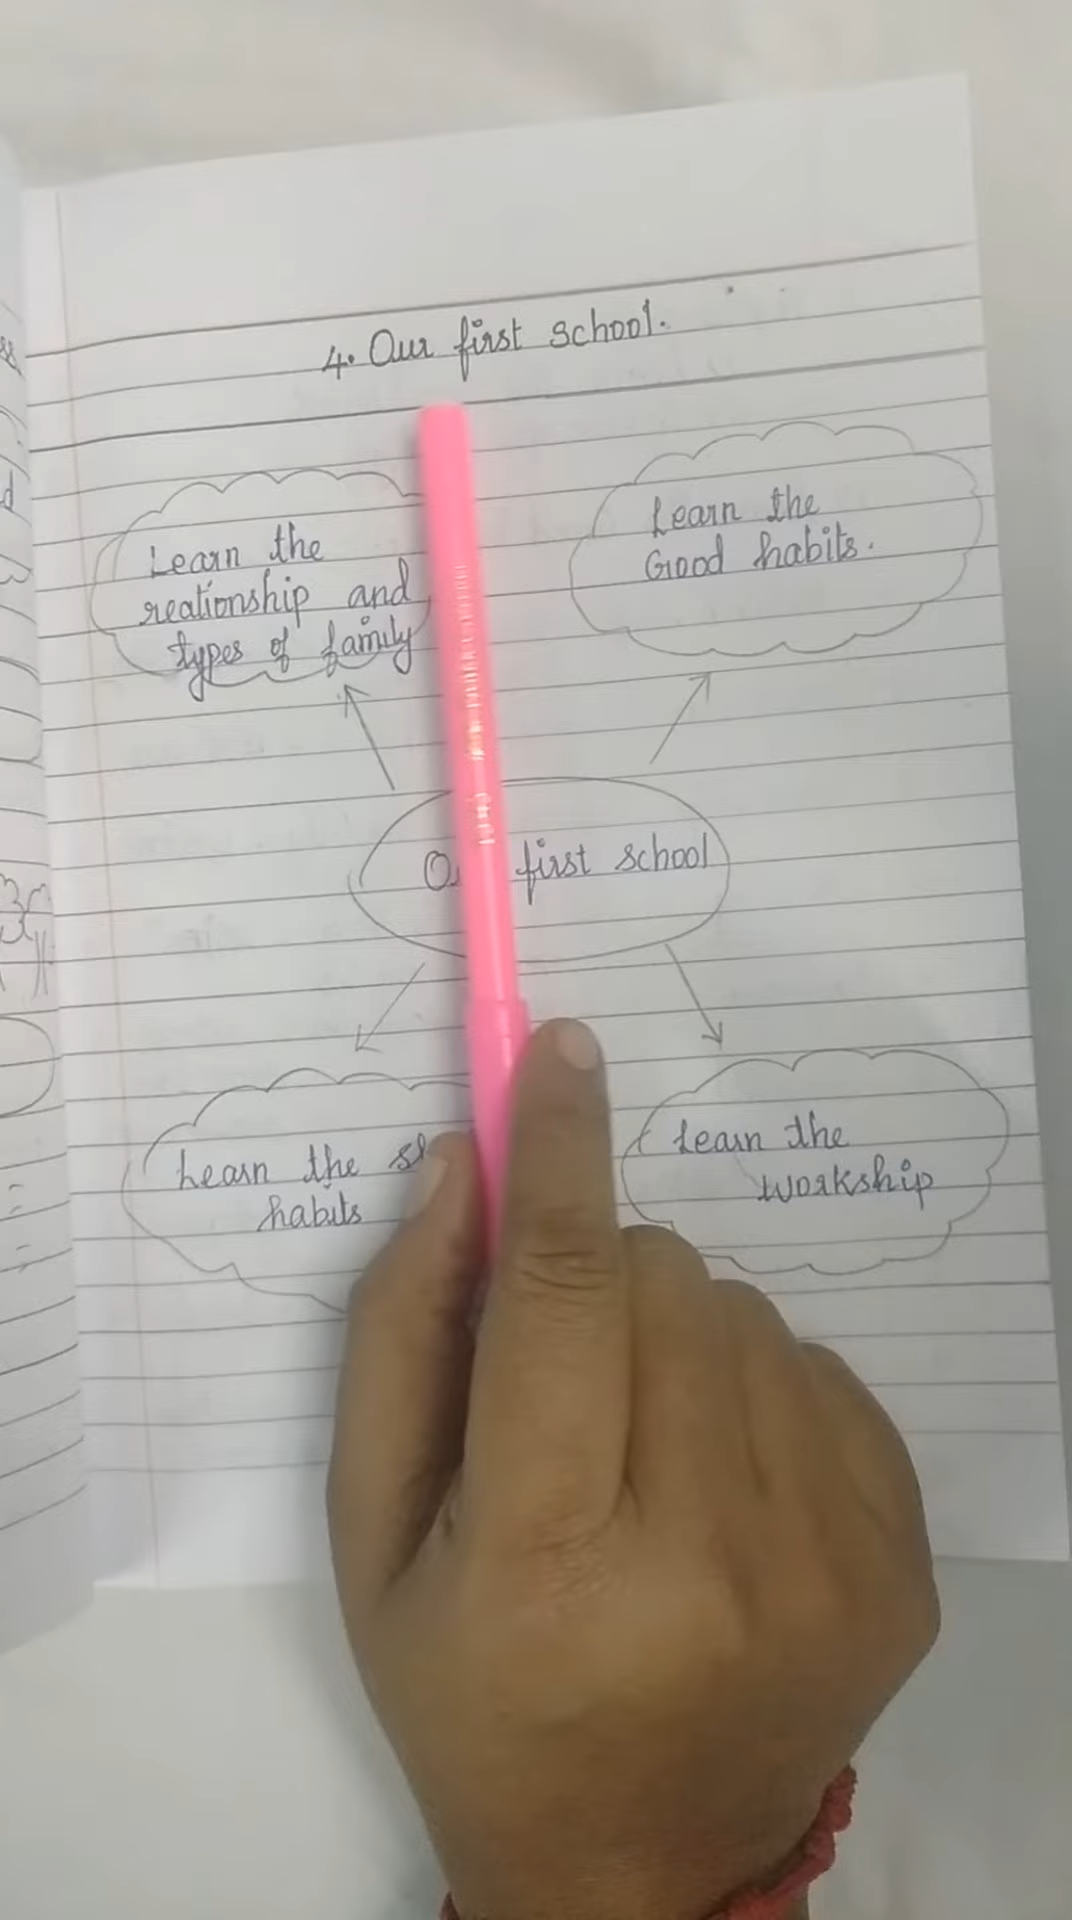 4. Our first school.
Learn the
reationship and
types of family
Learn the
Good habits.
first school
Learn the
habits
Learn the
workship